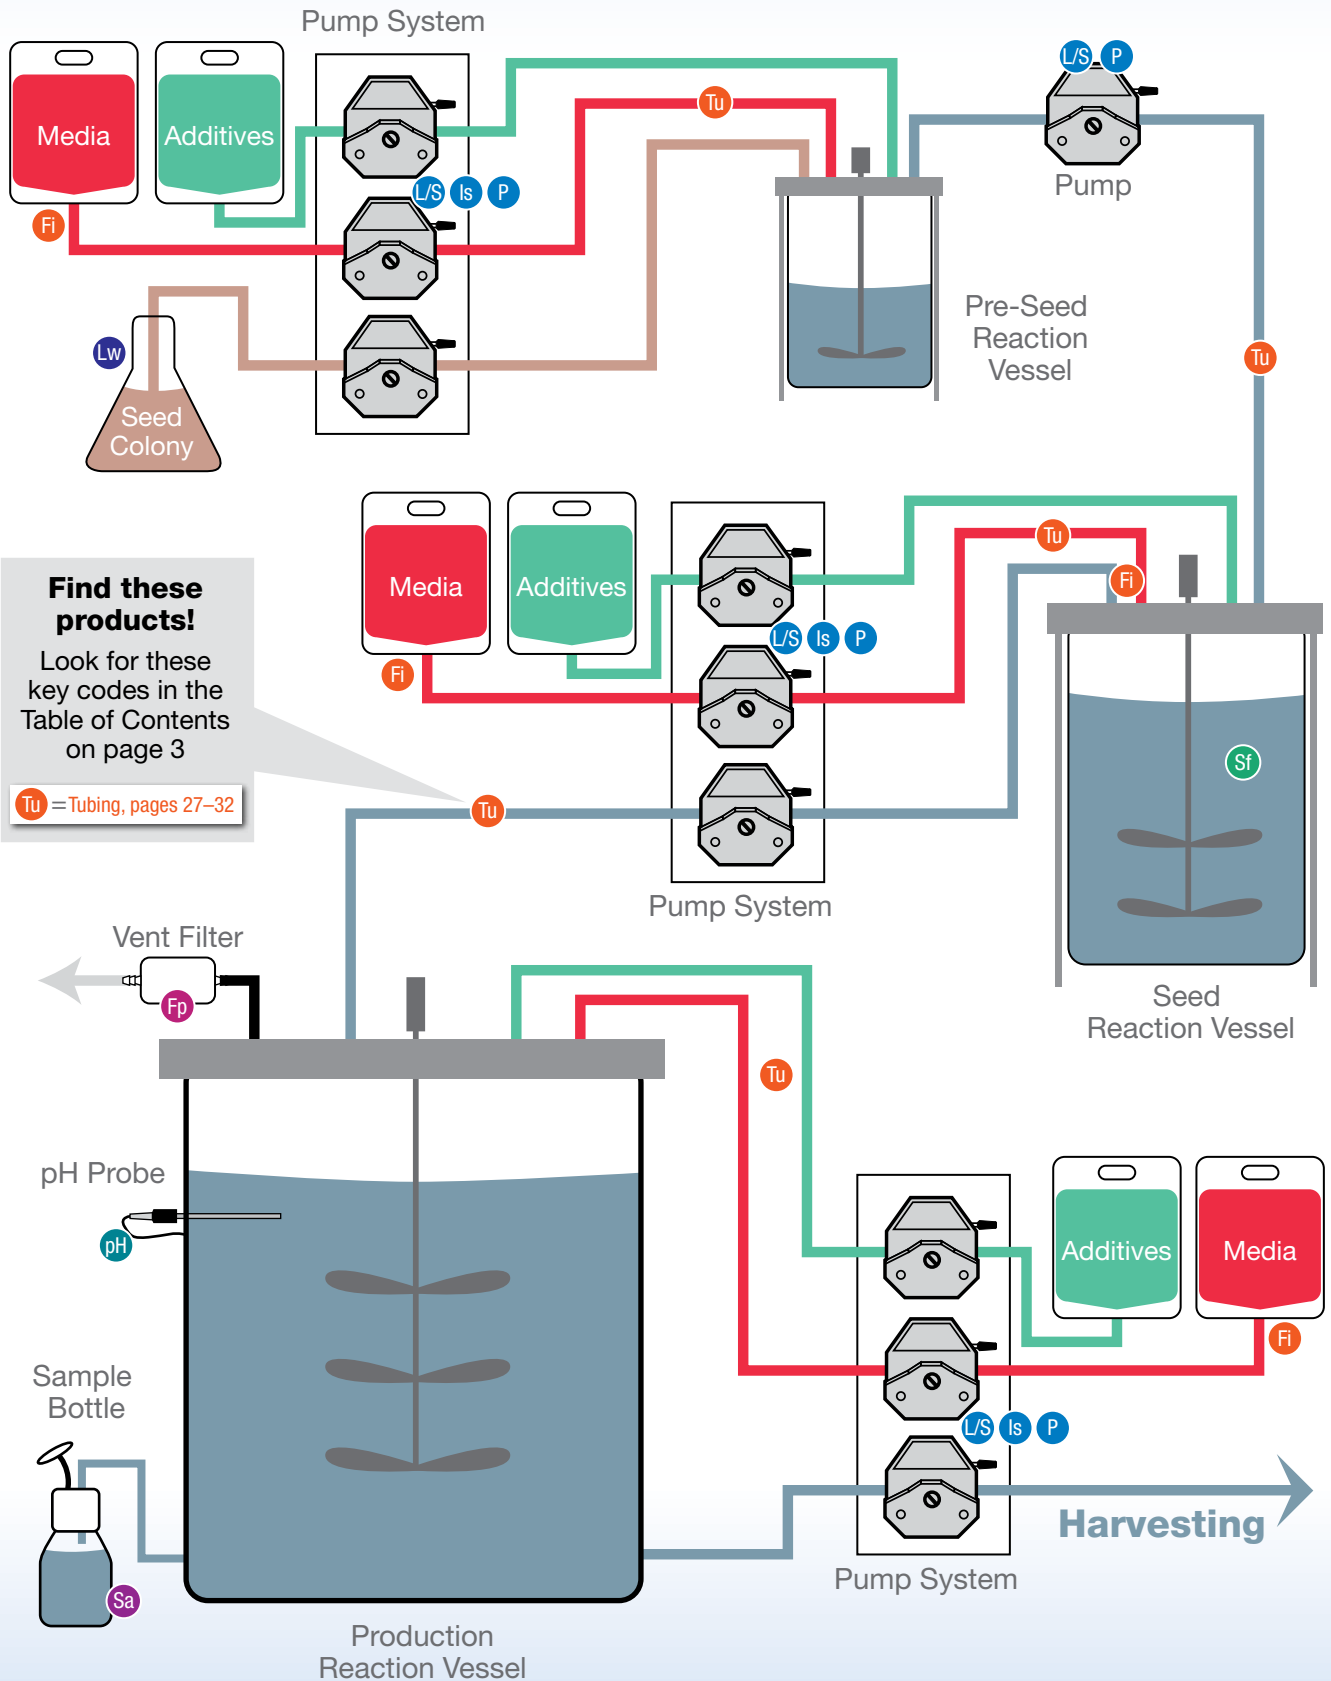 Pump System
Media
Additives
L/S P
Tu
L/S Is P
Pump
Fi
Pre-Seed
Reaction
Vessel
Lw
Tu
Seed
Colony
Media
Additives
Tu
Fi
Find these
products!
Look for these
key codes in the
Table of Contents
on page 3
Tu = Tubing, pages 27–32
L/S Is P
Fi
Sf
Tu
Pump System
Vent Filter
Fp
Seed
Reaction Vessel
Tu
pH Probe
pH
Additives
Media
Fi
Sample
Bottle
L/S Is P
Harvesting
Sa
Pump System
Production
Reaction Vessel